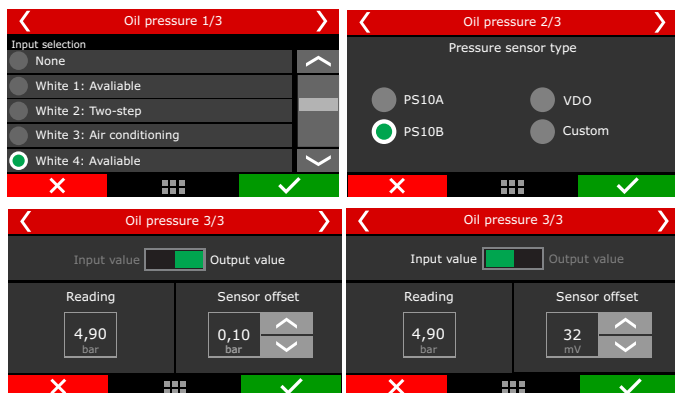 Oil pressure 1/3
Input selection
None
White 1: Avaliable
White 2: Two-step
White 3: Air conditioning
White 4: Avaliable
Oil pressure 2/3
Pressure sensor type
PS10A
VDO
PS10B
Custom
Oil pressure 3/3
Input value
Output value
Reading
Sensor offset
4,90
bar
0,10
bar
Oil pressure 3/3
Input value
Output value
Reading
Sensor offset
4,90
bar
32
mV